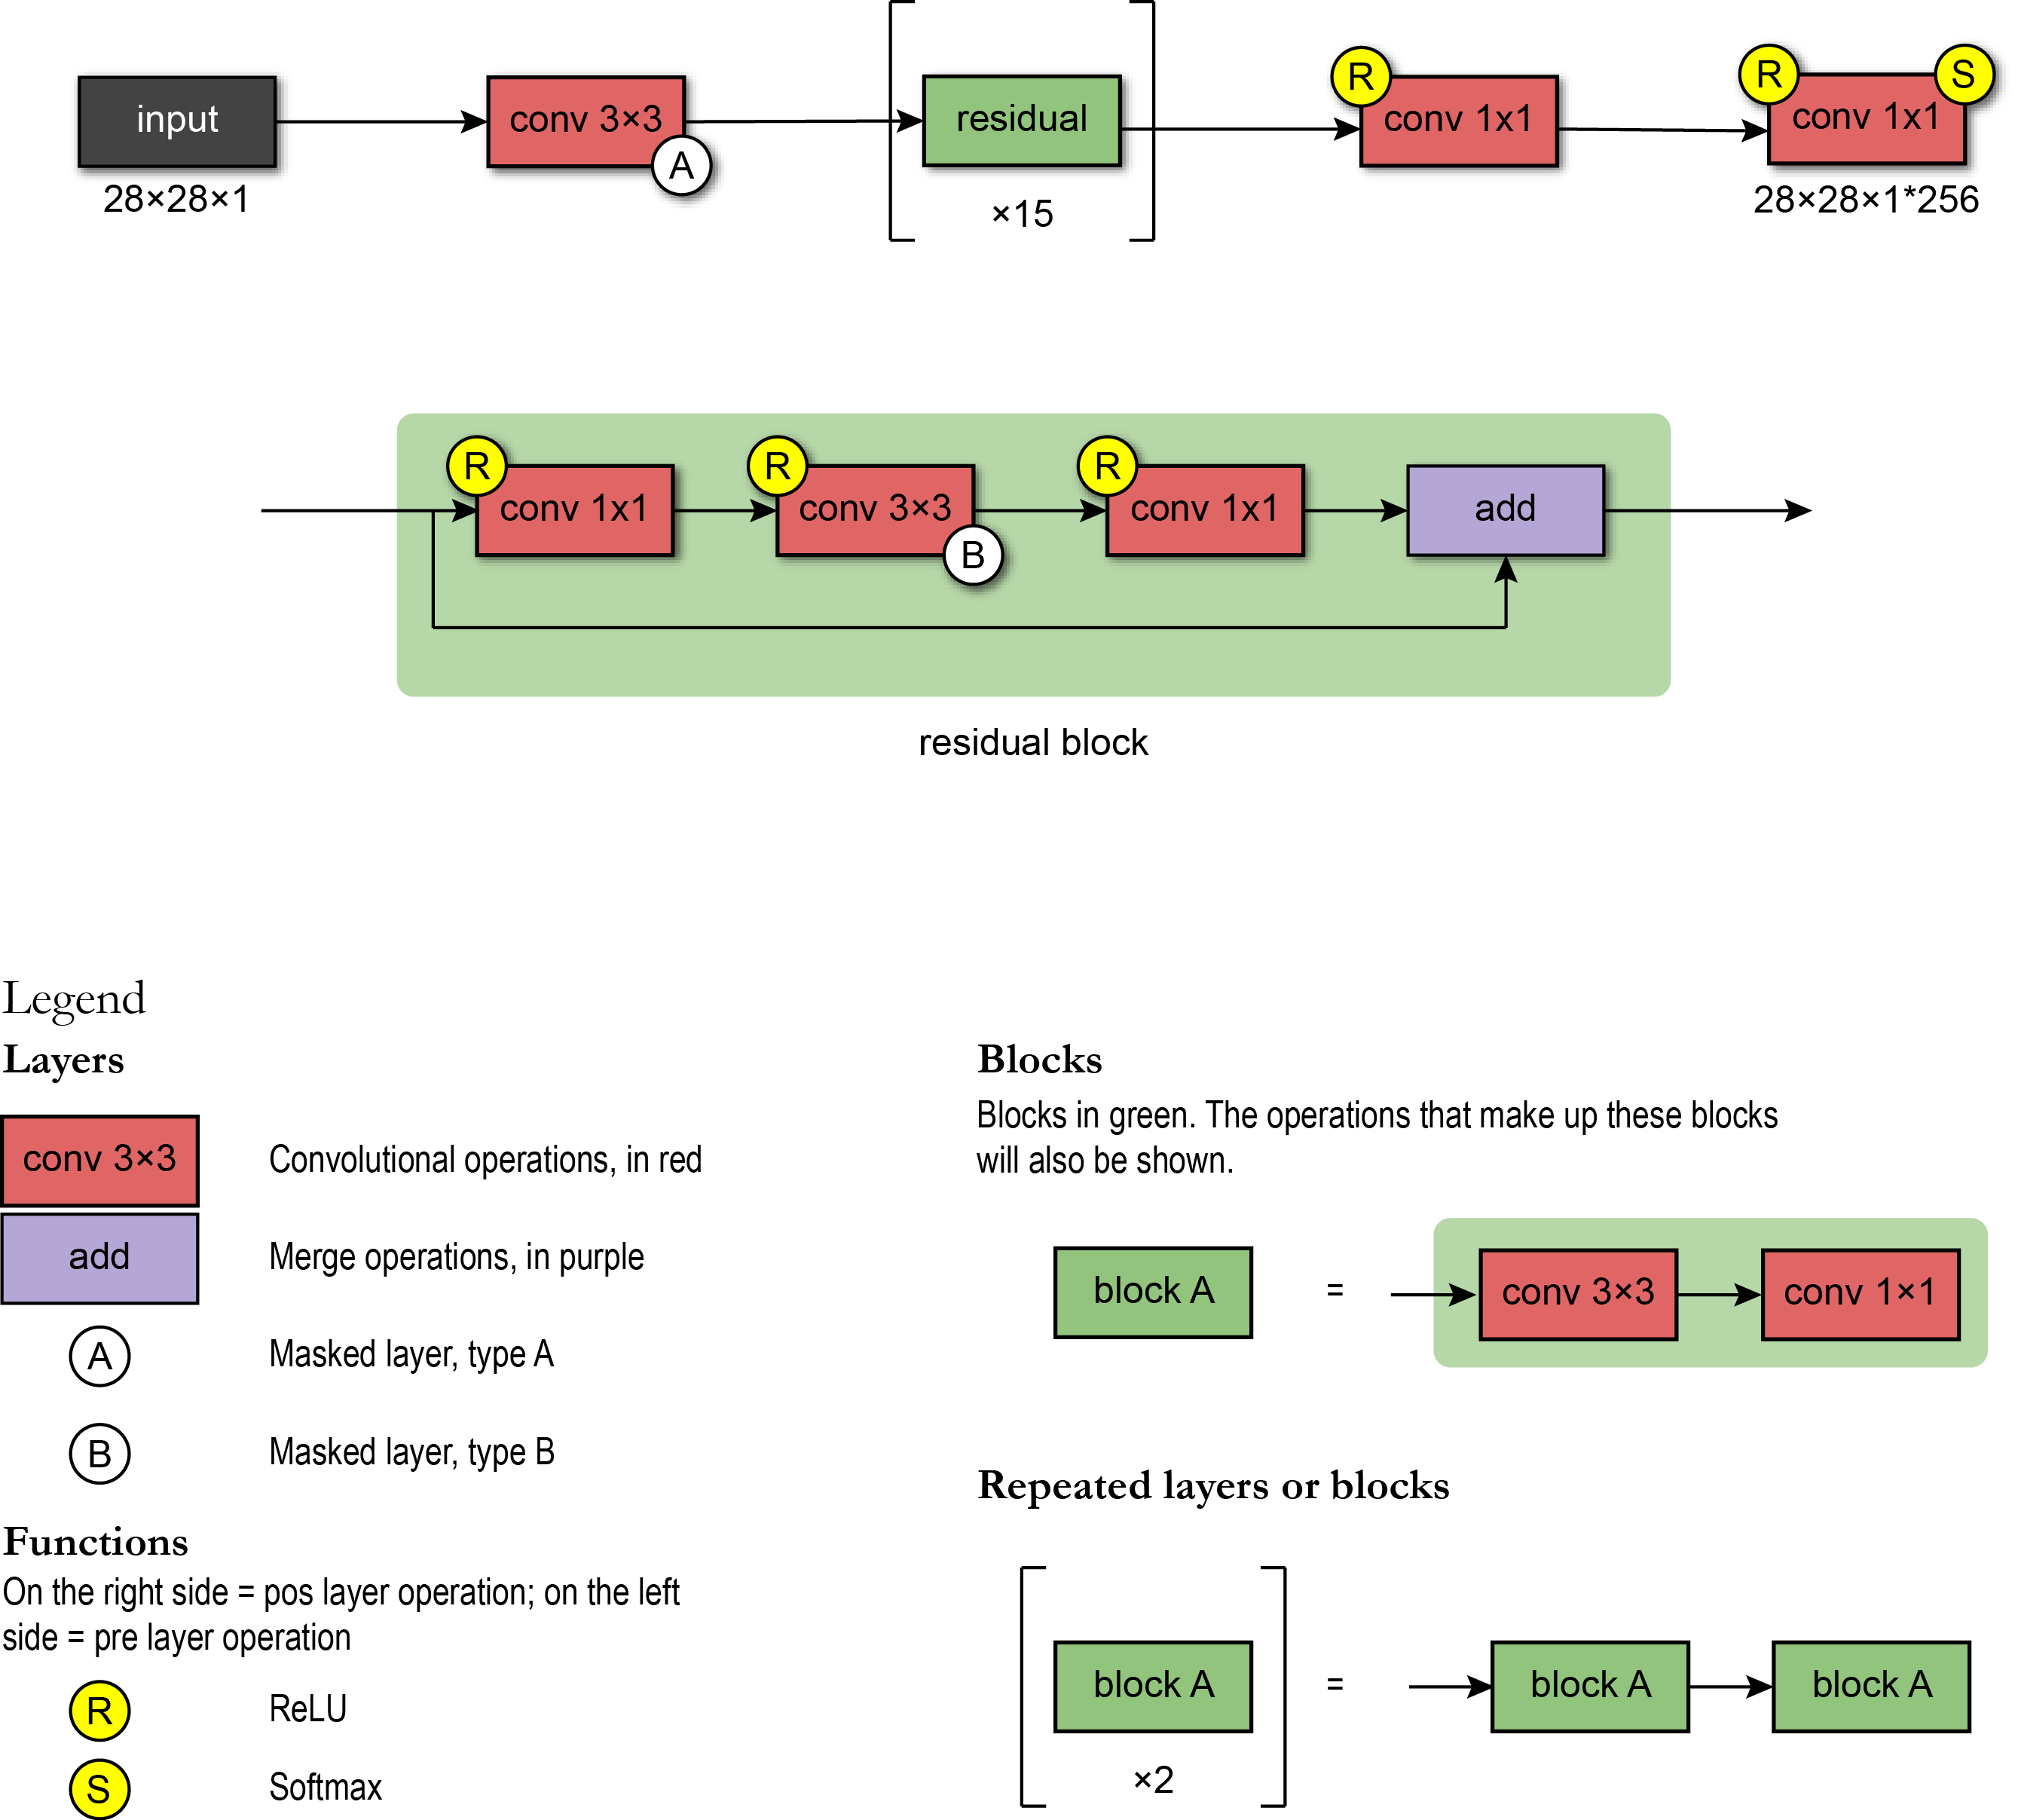 input
28×28×1
conv 3×3
A
residual
×15
R
conv 1x1
R
S
conv 1x1
28×28×1*256
R
conv 1x1
R
conv 3×3
B
R
conv 1x1
add
residual block
Legend
Layers
conv 3×3
Convolutional operations, in red
add
Merge operations, in purple
A
Masked layer, type A
B
Masked layer, type B
Functions
On the right side = pos layer operation; on the left
side = pre layer operation
R
ReLU
S
Softmax
Blocks
Blocks in green. The operations that make up these blocks
will also be shown.
block A
=
conv 3×3
conv 1×1
Repeated layers or blocks
block A
×2
=
block A
block A